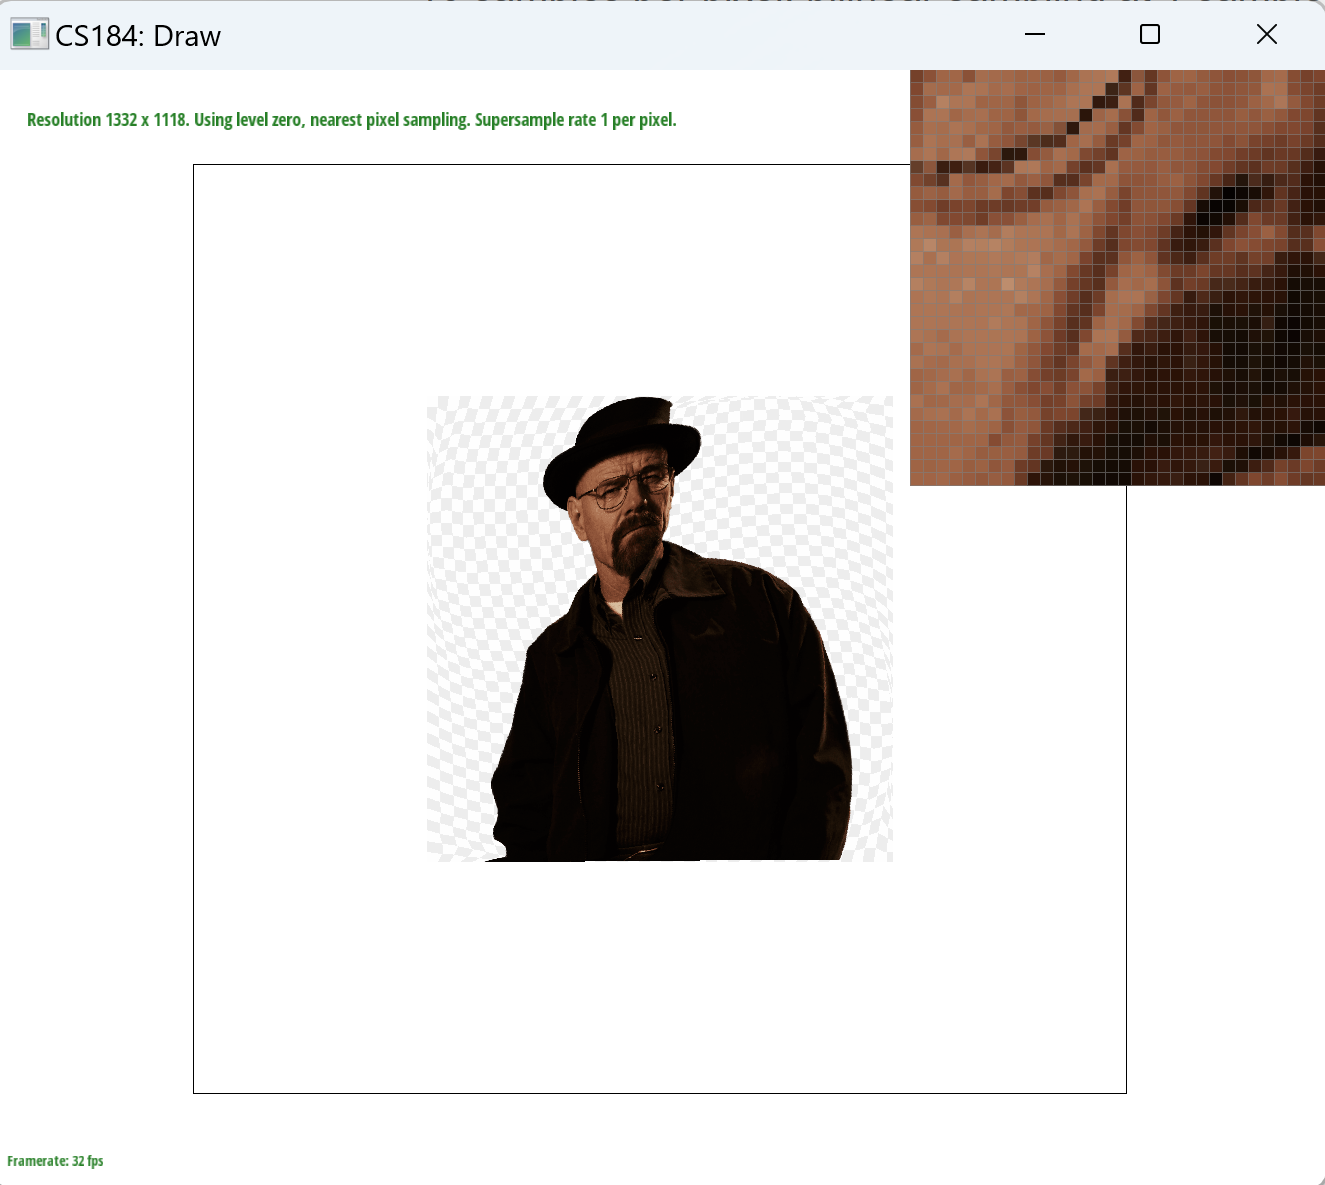 CS184: Draw
Resolution 1332 x 1118. Using level zero, nearest pixel sampling. Supersample rate 1 per pixel.
Framerate: 32 fps